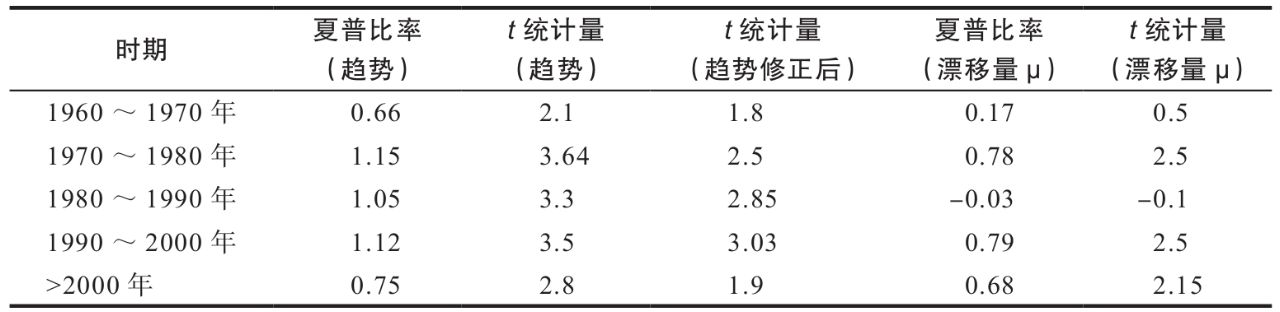 时期 夏普比率（趋势） t 统计量（趋势） t 统计量（趋势修正后） 夏普比率（漂移量 μ） t 统计量（漂移量 μ）
1960～1970 年 0.66 2.1 1.8 0.17 0.5
1970～1980 年 1.15 3.64 2.5 0.78 2.5
1980～1990 年 1.05 3.3 2.85 −0.03 −0.1
1990～2000 年 1.12 3.5 3.03 0.79 2.5
>2000 年 0.75 2.8 1.9 0.68 2.15